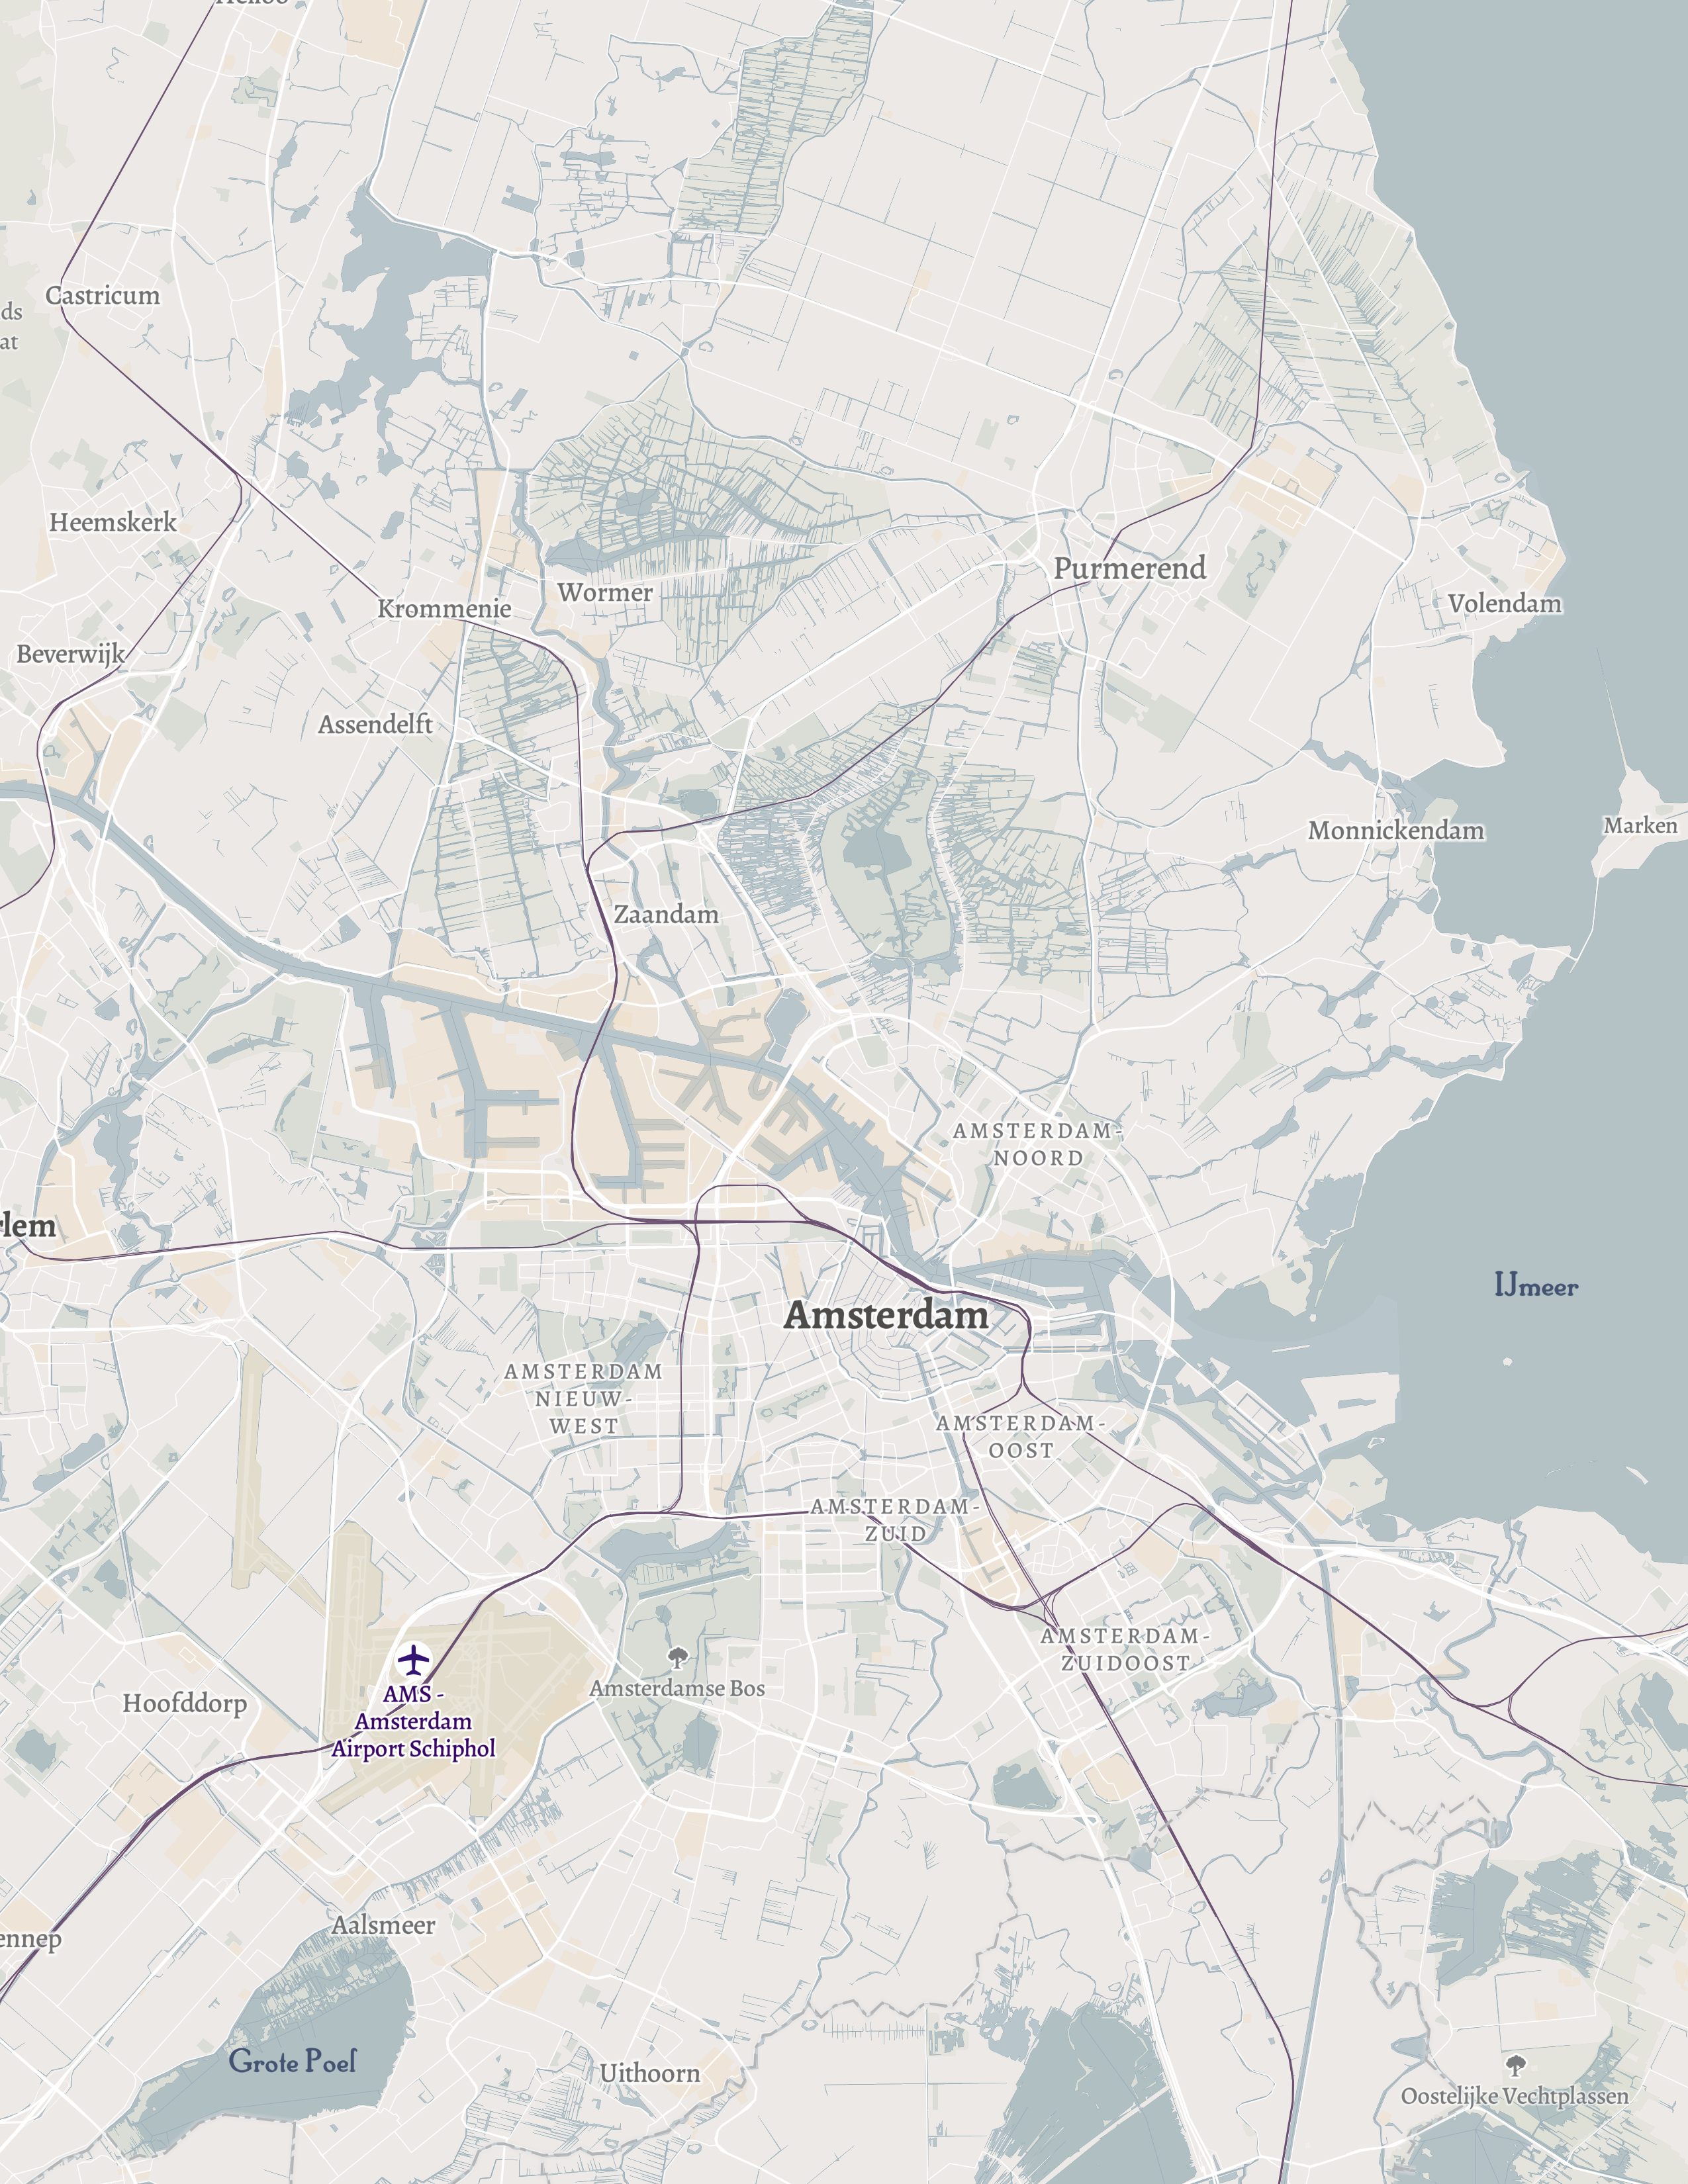 Heiloo
Castricum
ds
at
Heemskerk
Purmerend
Wormer
Volendam
Krommenie
Beverwijk
Assendelft
Marken
Monnickendam
Zaandam
AMSTERDAM-
NOORD
rlem
IJmeer
Amsterdam
AMSTERDAM
NIEUW-
WEST
AMSTERDAM-
OOST
AMSTERDAM-
ZUID
AMSTERDAM-
ZUIDOOST
Amsterdamse Bos
Hoofddorp
AMS -
Amsterdam
Airport Schiphol
Aalsmeer
ennep
Grote Poel
Uithoorn
Oostelijke Vechtplassen